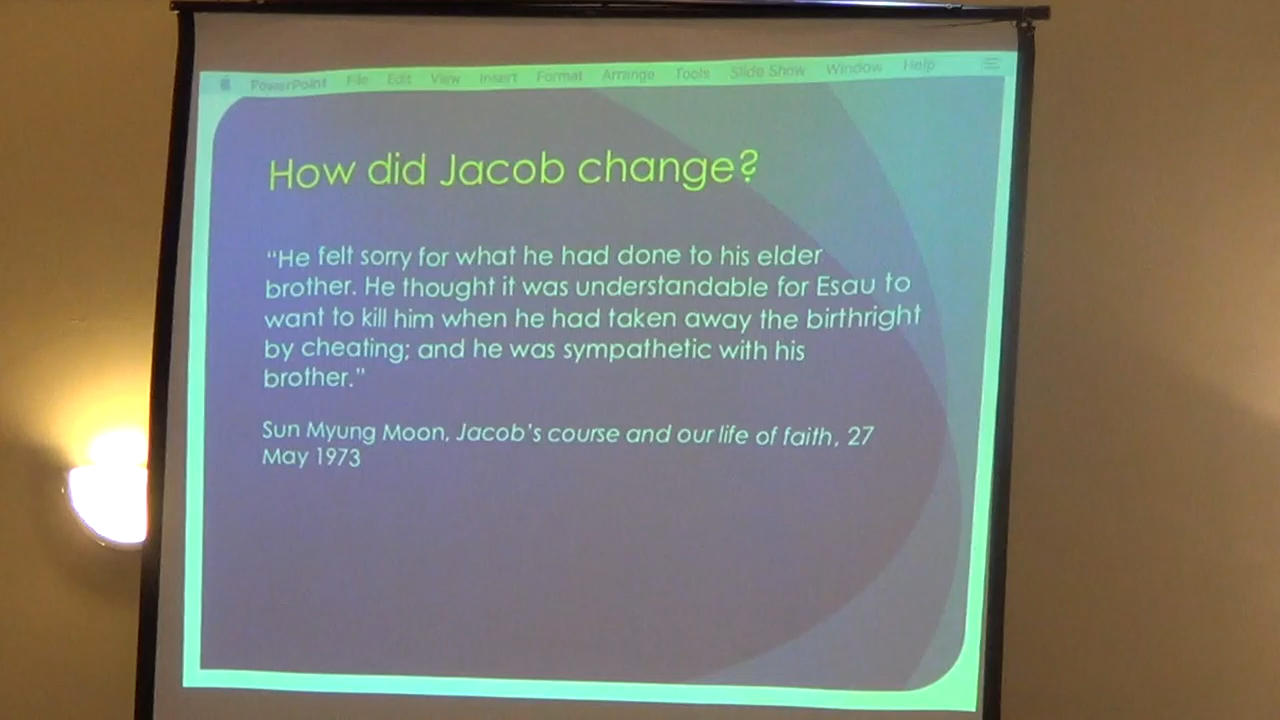 PowerPoint File Edit View Insert Format Arrange Tools Slide Show Window Help
How did Jacob change?
“He felt sorry for what he had done to his elder
brother. He thought it was understandable for Esau to
want to kill him when he had taken away the birthright
by cheating; and he was sympathetic with his
brother.”
Sun Myung Moon, Jacob’s course and our life of faith, 27
May 1973